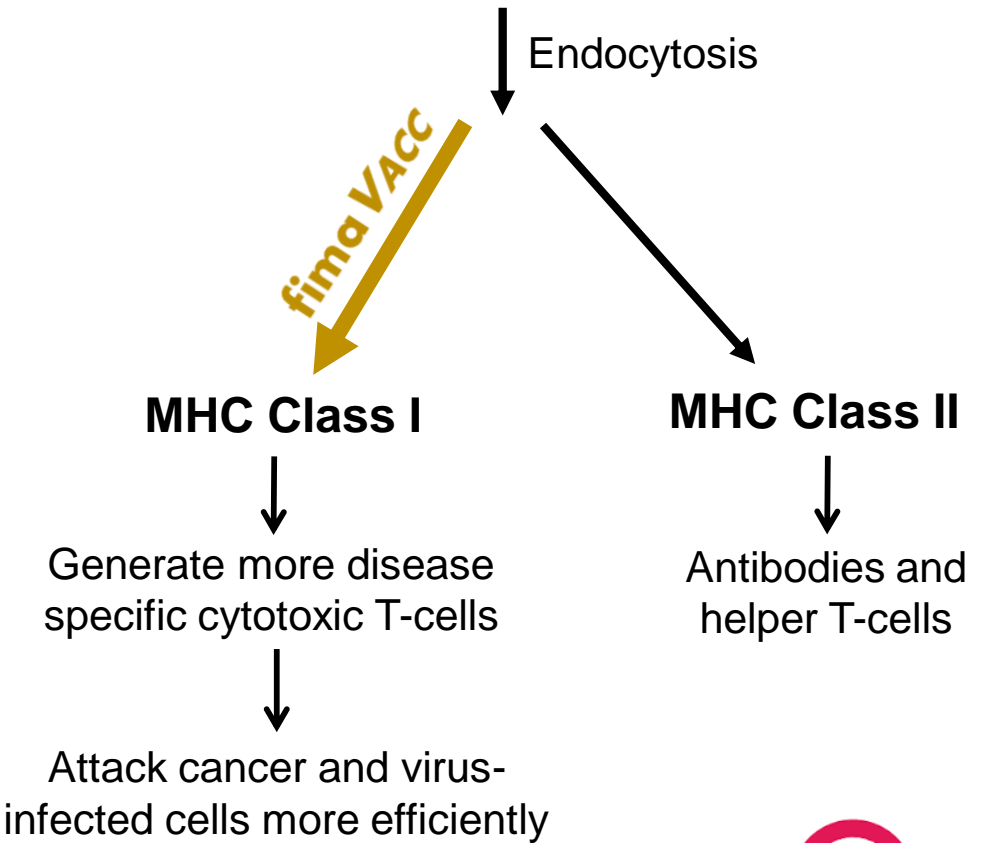 Endocytosis
fima VACC
MHC Class I
MHC Class II
Generate more disease
specific cytotoxic T-cells
Antibodies and
helper T-cells
Attack cancer and virus-
infected cells more efficiently